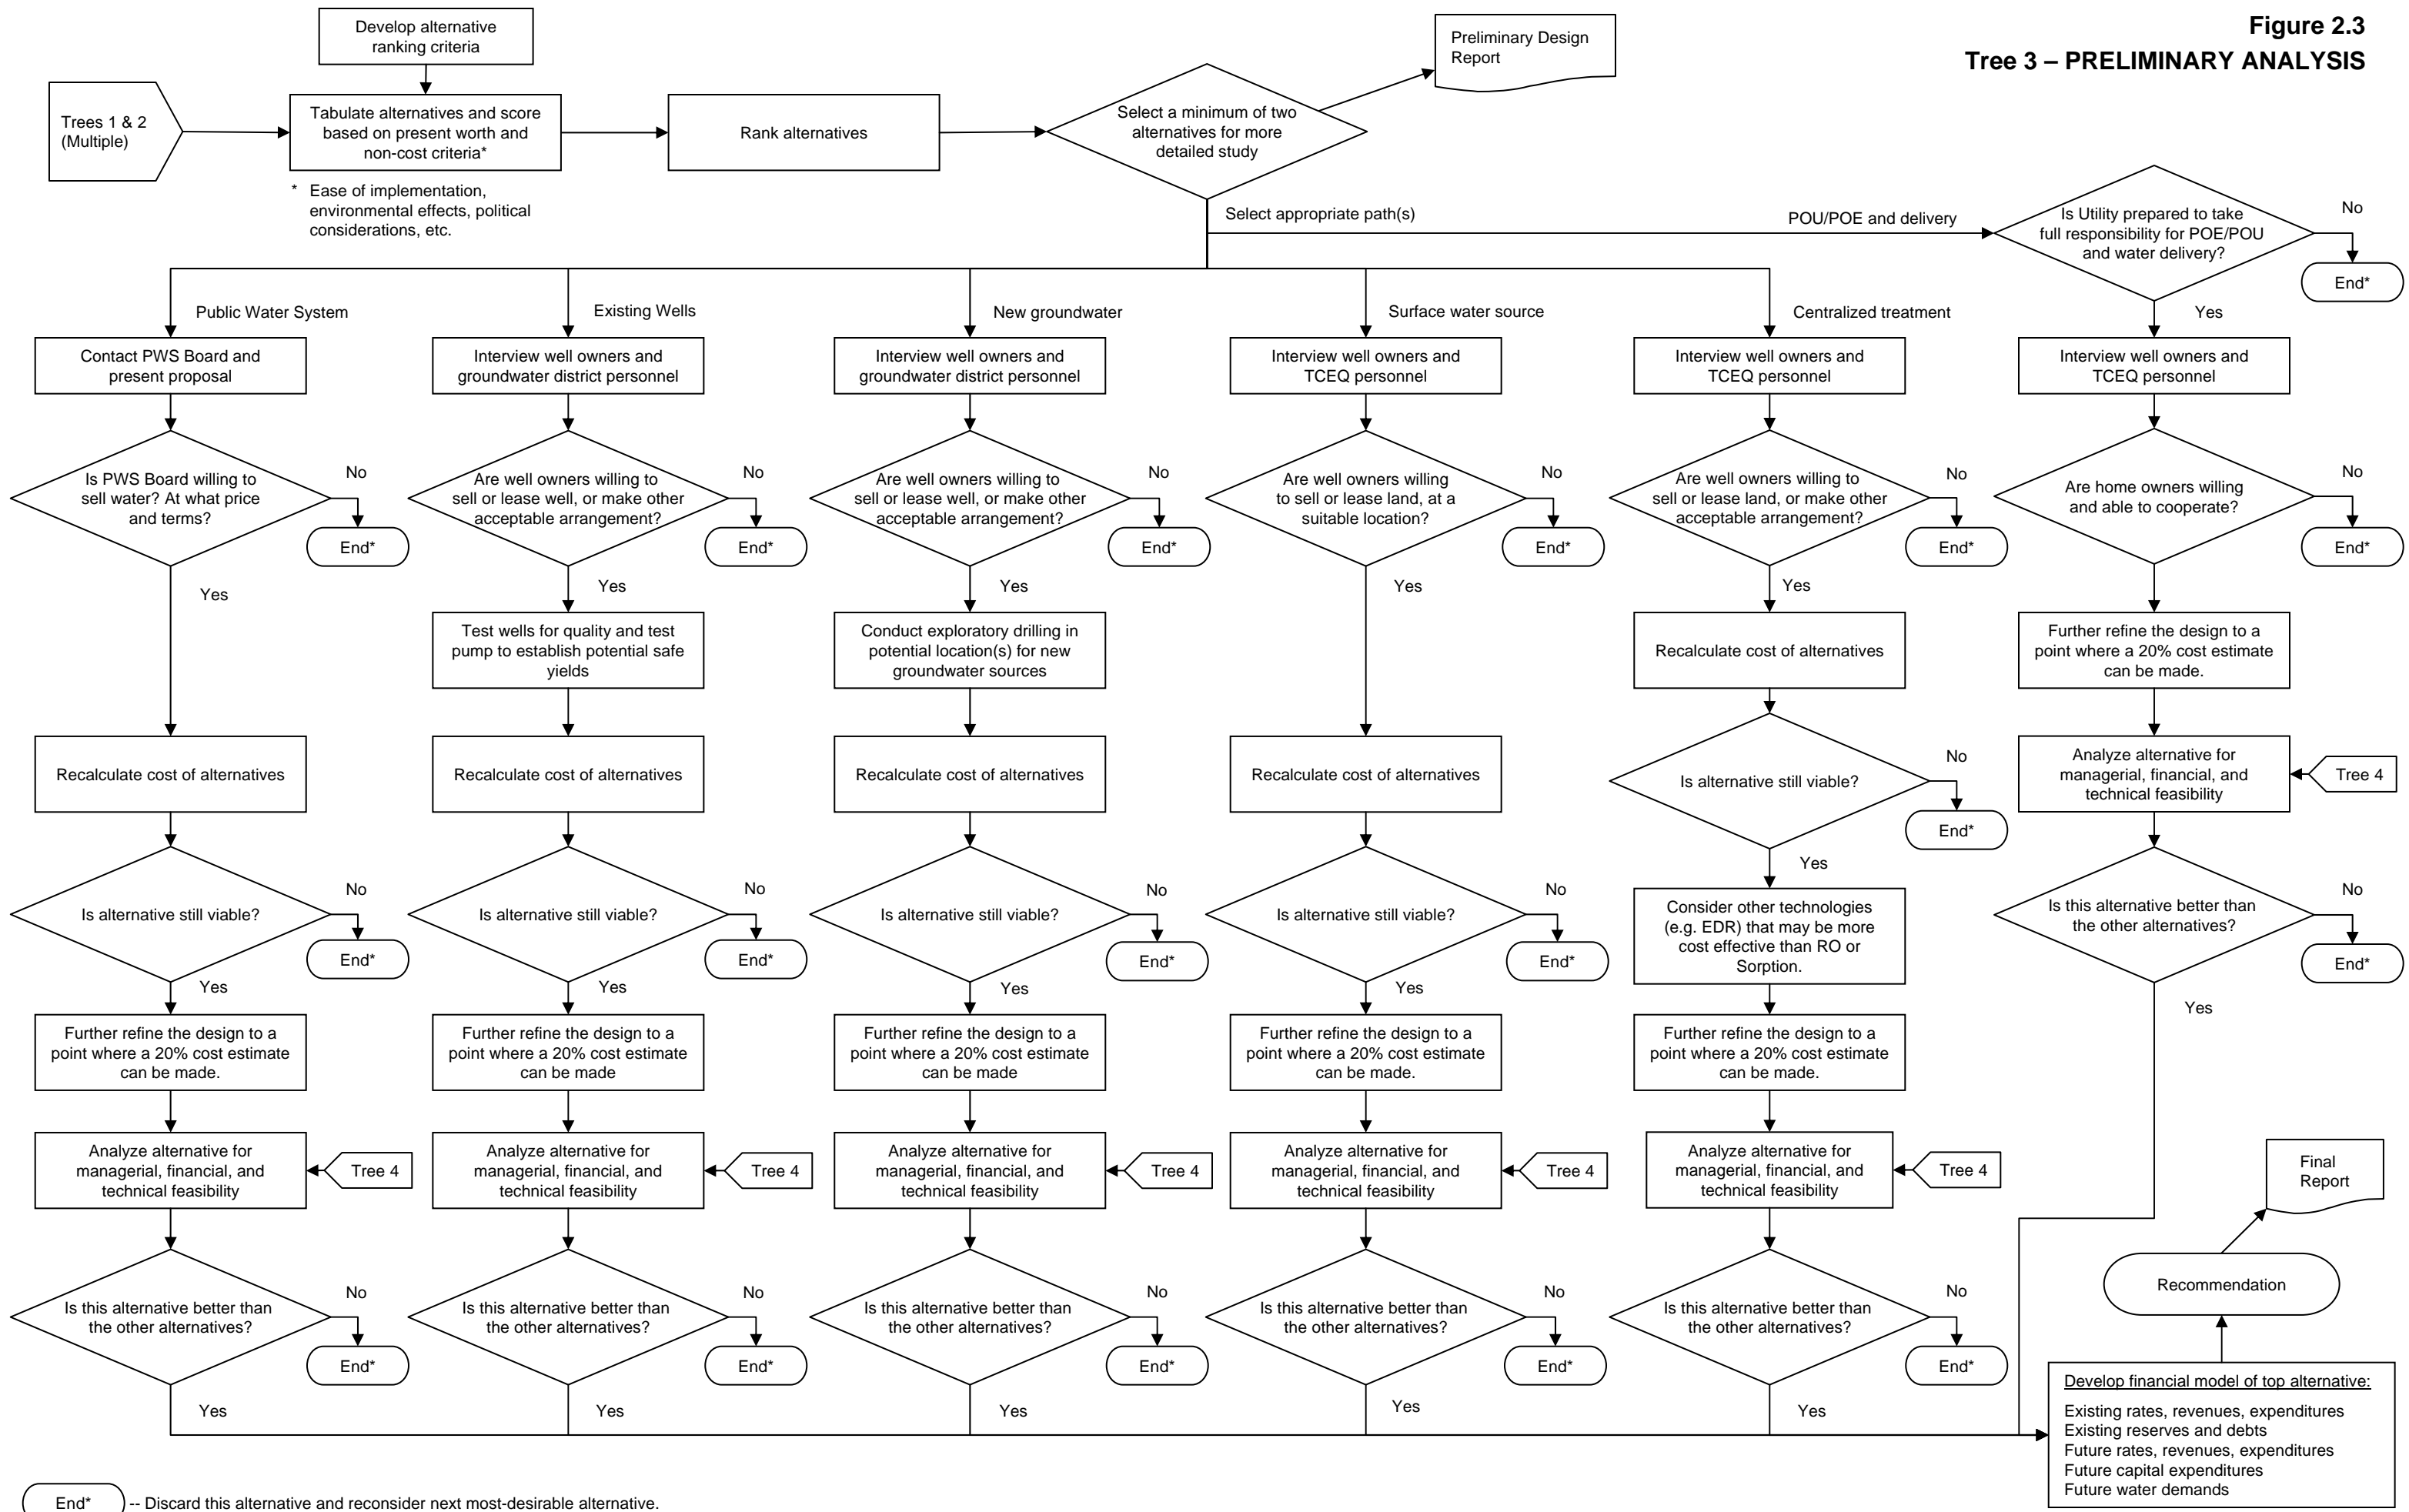 Figure 2.3
Tree 3 – PRELIMINARY ANALYSIS
Develop alternative
ranking criteria
Trees 1 & 2
(Multiple)
Tabulate alternatives and score
based on present worth and
non-cost criteria*
* Ease of implementation,
environmental effects, political
considerations, etc.
Rank alternatives
Select a minimum of two
alternatives for more
detailed study
Preliminary Design
Report
Select appropriate path(s)
POU/POE and delivery
Is Utility prepared to take
full responsibility for POE/POU
and water delivery?
No
End*
Yes
Public Water System
Contact PWS Board and
present proposal
Is PWS Board willing to
sell water? At what price
and terms?
No
End*
Yes
Recalculate cost of alternatives
Is alternative still viable?
No
End*
Yes
Further refine the design to a
point where a 20% cost estimate
can be made.
Analyze alternative for
managerial, financial, and
technical feasibility
Tree 4
Is this alternative better than
the other alternatives?
No
End*
Yes
Existing Wells
Interview well owners and
groundwater district personnel
Are well owners willing to
sell or lease well, or make other
acceptable arrangement?
No
End*
Yes
Test wells for quality and test
pump to establish potential safe
yields
Recalculate cost of alternatives
Is alternative still viable?
No
End*
Yes
Further refine the design to a
point where a 20% cost estimate
can be made
Analyze alternative for
managerial, financial, and
technical feasibility
Tree 4
Is this alternative better than
the other alternatives?
No
End*
Yes
New groundwater
Interview well owners and
groundwater district personnel
Are well owners willing to
sell or lease well, or make other
acceptable arrangement?
No
End*
Yes
Conduct exploratory drilling in
potential location(s) for new
groundwater sources
Recalculate cost of alternatives
Is alternative still viable?
No
End*
Yes
Further refine the design to a
point where a 20% cost estimate
can be made
Analyze alternative for
managerial, financial, and
technical feasibility
Tree 4
Is this alternative better than
the other alternatives?
No
End*
Yes
Surface water source
Interview well owners and
TCEQ personnel
Are well owners willing
to sell or lease land, at a
suitable location?
No
End*
Yes
Recalculate cost of alternatives
Is alternative still viable?
No
End*
Yes
Further refine the design to a
point where a 20% cost estimate
can be made.
Analyze alternative for
managerial, financial, and
technical feasibility
Tree 4
Is this alternative better than
the other alternatives?
No
End*
Yes
Centralized treatment
Interview well owners and
TCEQ personnel
Are well owners willing to
sell or lease land, or make other
acceptable arrangement?
No
End*
Yes
Recalculate cost of alternatives
Is alternative still viable?
No
End*
Yes
Consider other technologies
(e.g. EDR) that may be more
cost effective than RO or
Sorption.
Further refine the design to a
point where a 20% cost estimate
can be made.
Analyze alternative for
managerial, financial, and
technical feasibility
Tree 4
Is this alternative better than
the other alternatives?
No
End*
Yes
Interview well owners and
TCEQ personnel
Are home owners willing
and able to cooperate?
No
End*
Further refine the design to a
point where a 20% cost estimate
can be made.
Analyze alternative for
managerial, financial, and
technical feasibility
Tree 4
Is this alternative better than
the other alternatives?
No
End*
Yes
Final
Report
Recommendation
Develop financial model of top alternative:
Existing rates, revenues, expenditures
Existing reserves and debts
Future rates, revenues, expenditures
Future capital expenditures
Future water demands
End* -- Discard this alternative and reconsider next most-desirable alternative.